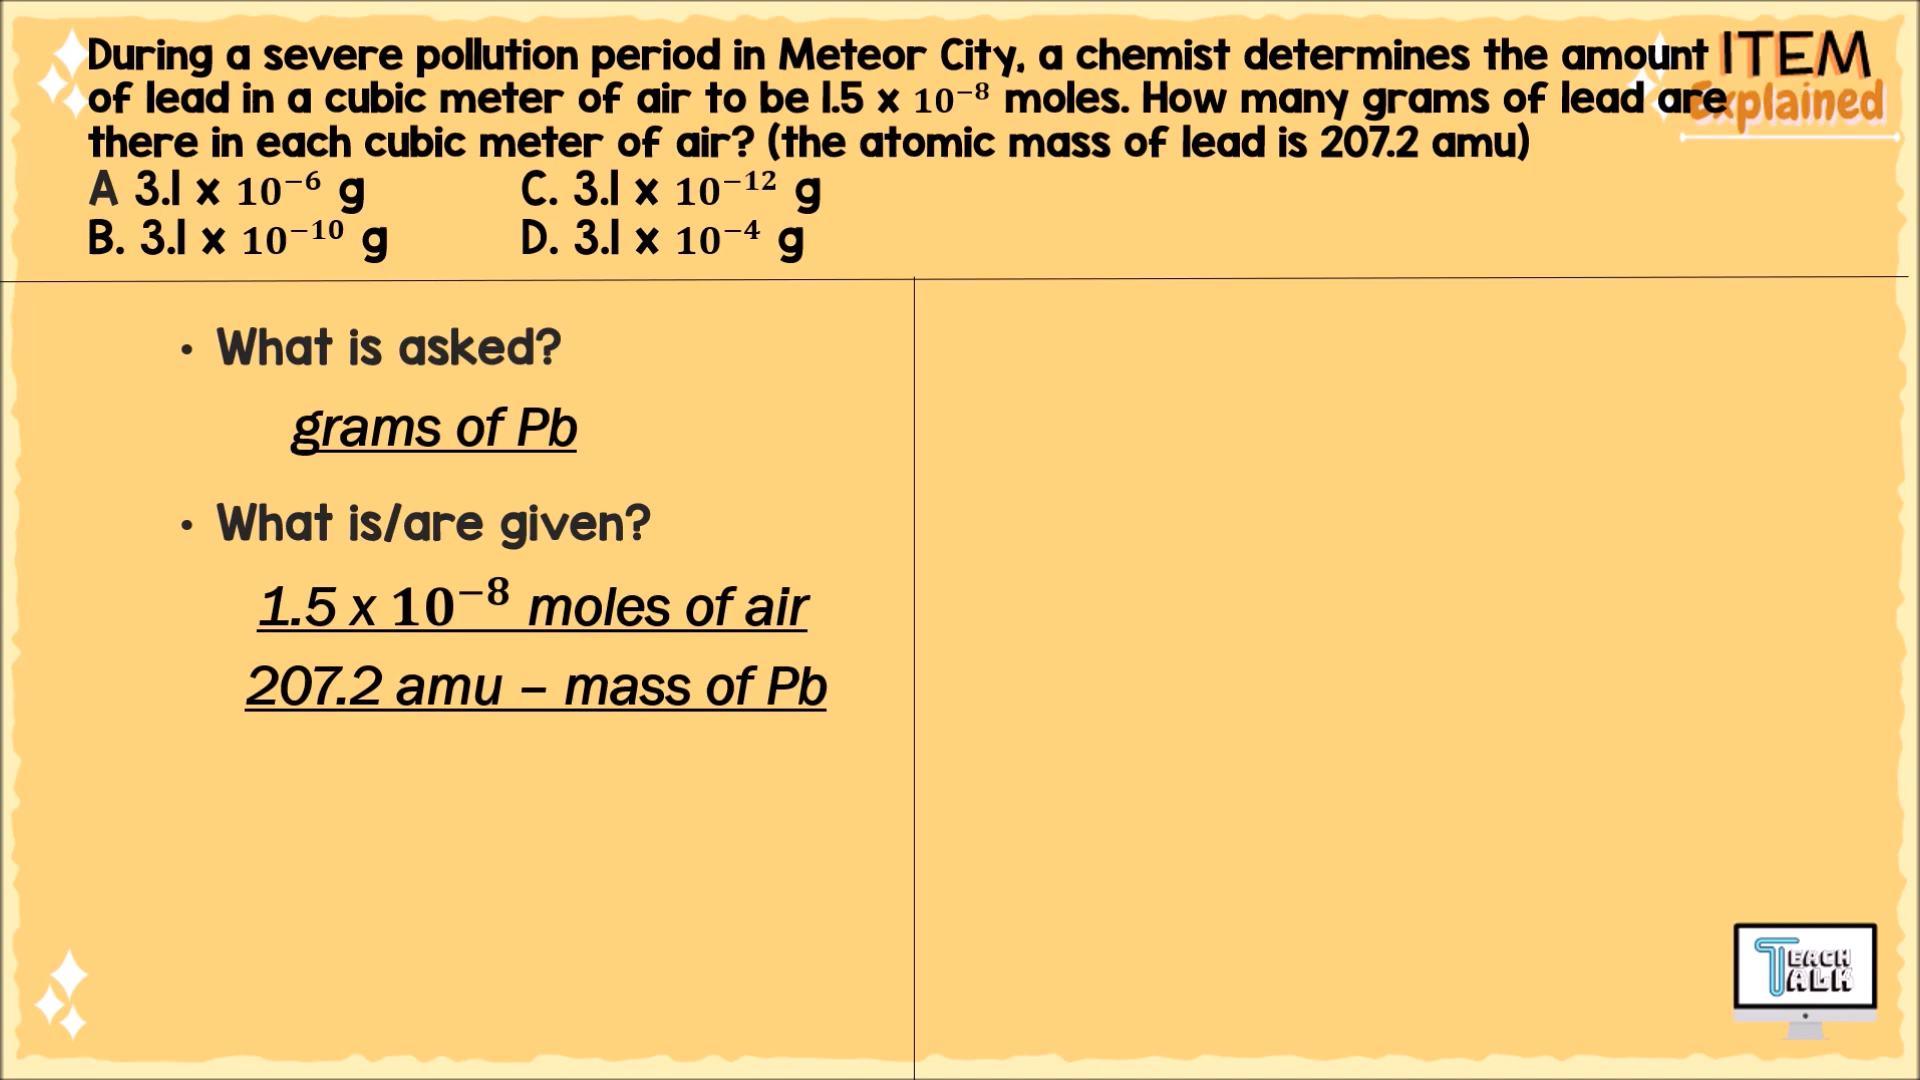 During a severe pollution period in Meteor City, a chemist determines the amount
of lead in a cubic meter of air to be 1.5 x 10⁻⁸ moles. How many grams of lead are
there in each cubic meter of air? (the atomic mass of lead is 207.2 amu)
ITEM
Explained
A 3.1 x 10⁻⁶ g C. 3.1 x 10⁻¹² g
B. 3.1 x 10⁻¹⁰ g D. 3.1 x 10⁻⁴ g
• What is asked?
grams of Pb
• What is/are given?
1.5 x 10⁻⁸ moles of air
207.2 amu – mass of Pb
TEACH
TALK